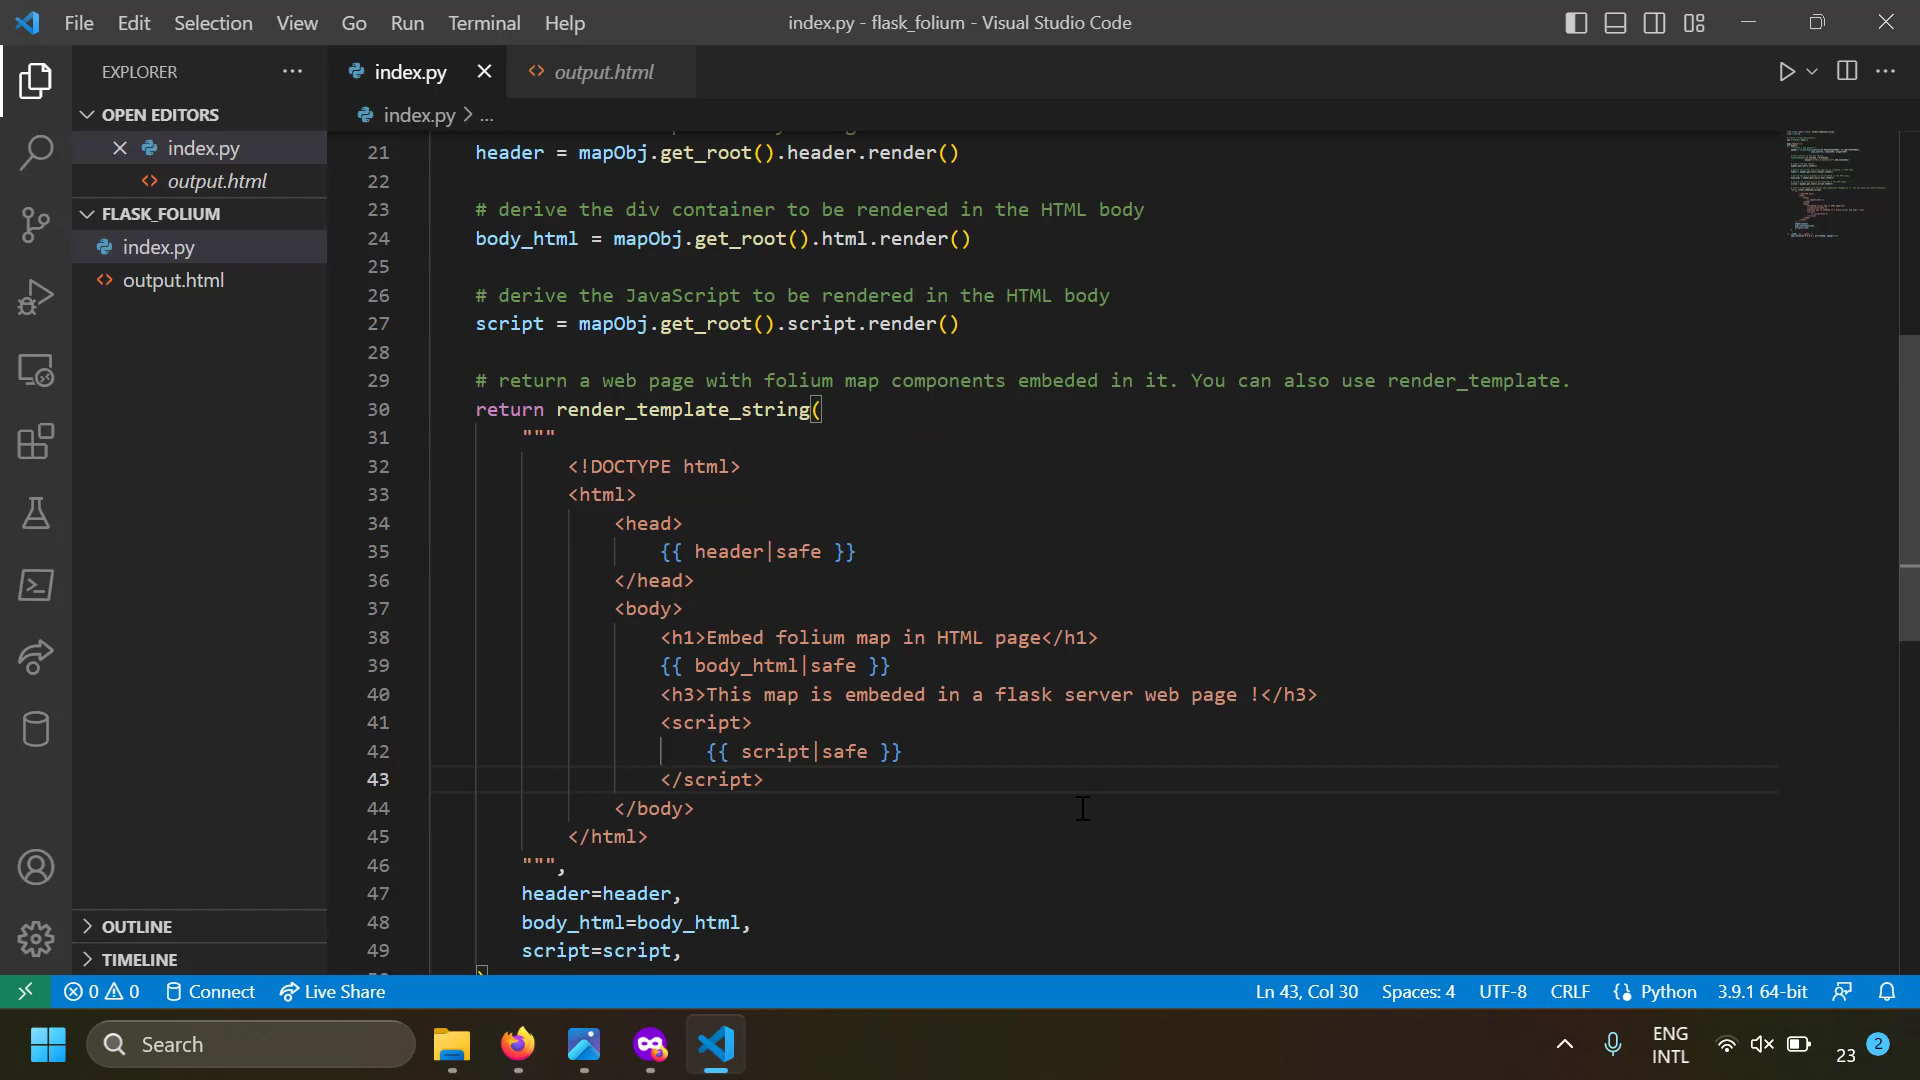 File Edit Selection View Go Run Terminal Help index.py - flask_folium - Visual Studio Code
EXPLORER
OPEN EDITORS
index.py
output.html
FLASK_FOLIUM
index.py
output.html
OUTLINE
TIMELINE
index.py output.html
index.py > ...
21 header = mapObj.get_root().header.render()
22
23 # derive the div container to be rendered in the HTML body
24 body_html = mapObj.get_root().html.render()
25
26 # derive the JavaScript to be rendered in the HTML body
27 script = mapObj.get_root().script.render()
28
29 # return a web page with folium map components embeded in it. You can also use render_template.
30 return render_template_string(
31 """
32 <!DOCTYPE html>
33 <html>
34 <head>
35 {{ header|safe }}
36 </head>
37 <body>
38 <h1>Embed folium map in HTML page</h1>
39 {{ body_html|safe }}
40 <h3>This map is embeded in a flask server web page !</h3>
41 <script>
42 {{ script|safe }}
43 </script>
44 </body>
45 </html>
46 """,
47 header=header,
48 body_html=body_html,
49 script=script,
0 0 Connect Live Share Ln 43, Col 30 Spaces: 4 UTF-8 CRLF Python 3.9.1 64-bit
Search
ENG
INTL
23 2